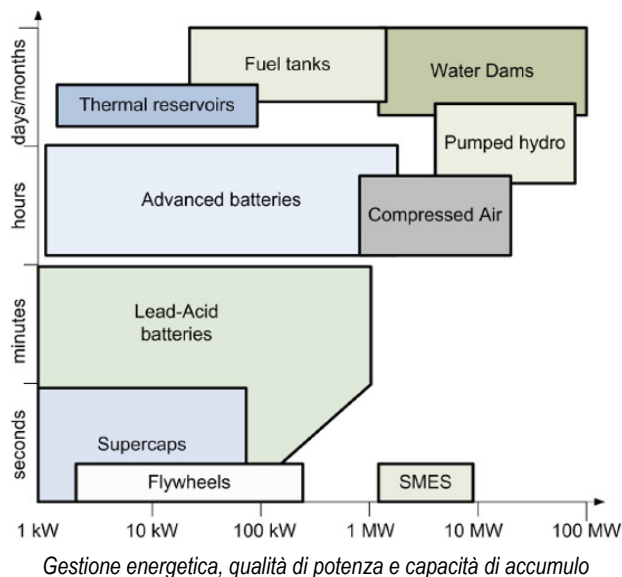 days/months
Fuel tanks
Water Dams
Thermal reservoirs
Pumped hydro
hours
Advanced batteries
Compressed Air
minutes
Lead-Acid
batteries
seconds
Supercaps
Flywheels
SMES
1 kW
10 kW
100 kW
1 MW
10 MW
100 MW
Gestione energetica, qualità di potenza e capacità di accumulo